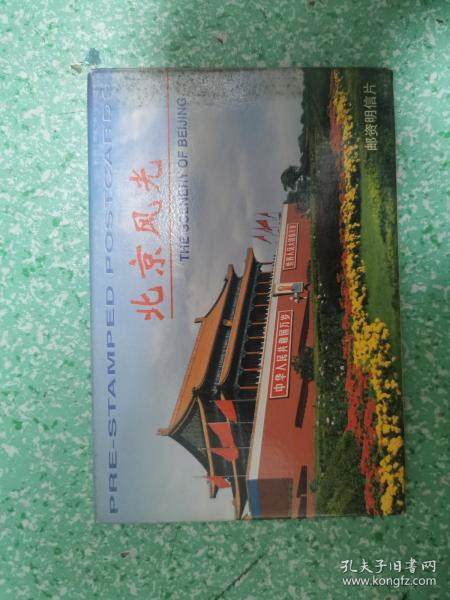 PRE-STAMPED POSTCARDS
北京风光
THE SCENERY OF BEIJING
邮资明信片
中华人民共和国万岁
世界人民大团结万岁
孔夫子旧书网
www.kongfz.com